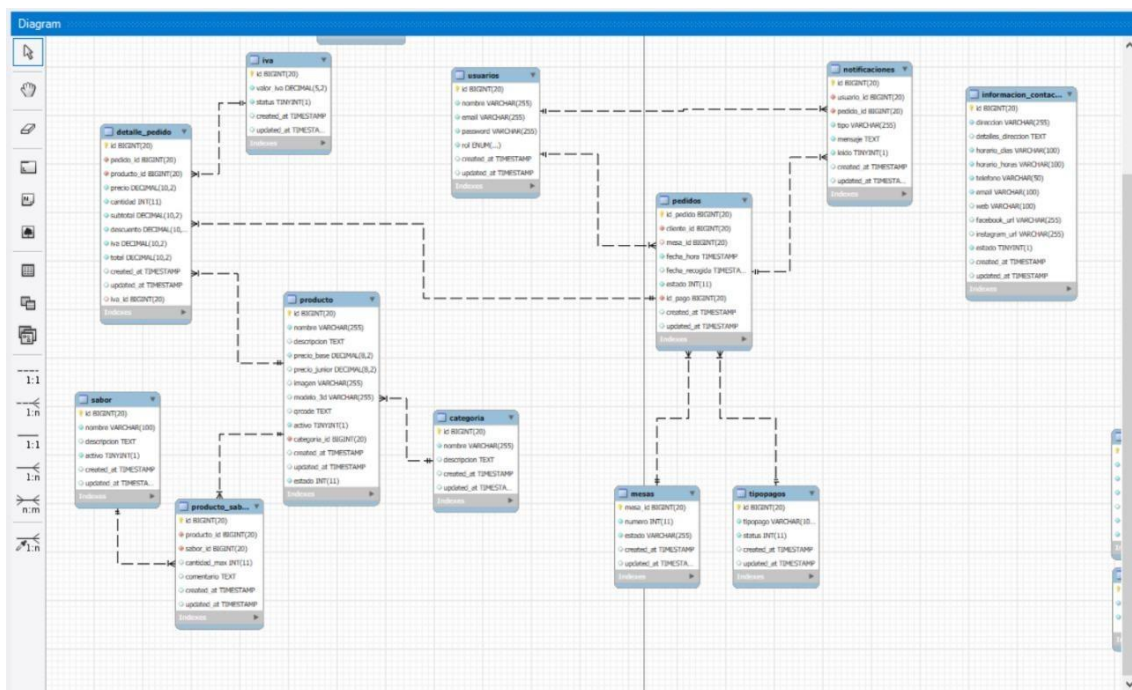 Diagram
iva
id BIGINT(20)
valor_iva DECIMAL(5,2)
status TINYINT(1)
created_at TIMESTAMP
updated_at TIMESTA...
Indexes
usuarios
id BIGINT(20)
nombre VARCHAR(255)
email VARCHAR(255)
password VARCHAR(255)
rol ENUM(...)
created_at TIMESTAMP
updated_at TIMESTAMP
Indexes
notificaciones
id BIGINT(20)
usuario_id BIGINT(20)
pedido_id BIGINT(20)
tipo VARCHAR(255)
mensaje TEXT
TINYINT(1)
created_at TIMESTAMP
updated_at TIMESTA...
Indexes
informacion_contac...
id BIGINT(20)
direccion VARCHAR(255)
detalles_direccion TEXT
horario_dias VARCHAR(100)
horario_horas VARCHAR(100)
telefono VARCHAR(50)
email VARCHAR(100)
web VARCHAR(100)
facebook_url VARCHAR(255)
instagram_url VARCHAR(255)
estado TINYINT(1)
created_at TIMESTAMP
updated_at TIMESTAMP
Indexes
detalle_pedido
id BIGINT(20)
pedido_id BIGINT(20)
producto_id BIGINT(20)
precio DECIMAL(10,2)
cantidad INT(11)
subtotal DECIMAL(10,2)
descuento DECIMAL(10,...
iva DECIMAL(10,2)
total DECIMAL(10,2)
created_at TIMESTAMP
updated_at TIMESTAMP
iva_id BIGINT(20)
Indexes
pedidos
id_pedido BIGINT(20)
cliente_id BIGINT(20)
mesa_id BIGINT(20)
fecha_hora TIMESTAMP
fecha_recogida TIMESTA...
estado INT(11)
id_pago BIGINT(20)
created_at TIMESTAMP
updated_at TIMESTAMP
Indexes
producto
id BIGINT(20)
nombre VARCHAR(255)
descripcion TEXT
precio_base DECIMAL(8,2)
precio_junior DECIMAL(8,2)
imagen VARCHAR(255)
modelo_3d VARCHAR(255)
qrcode TEXT
activo TINYINT(1)
categoria_id BIGINT(20)
created_at TIMESTAMP
updated_at TIMESTAMP
estado INT(11)
Indexes
sabor
id BIGINT(20)
nombre VARCHAR(100)
descripcion TEXT
activo TINYINT(1)
created_at TIMESTAMP
updated_at TIMESTA...
Indexes
categoria
id BIGINT(20)
nombre VARCHAR(255)
descripcion TEXT
created_at TIMESTAMP
updated_at TIMESTAMP
Indexes
producto_sab...
id BIGINT(20)
producto_id BIGINT(20)
sabor_id BIGINT(20)
cantidad_max INT(11)
comentario TEXT
created_at TIMESTAMP
updated_at TIMESTAMP
Indexes
mesas
mesa_id BIGINT(20)
numero INT(11)
estado VARCHAR(255)
created_at TIMESTAMP
updated_at TIMESTA...
Indexes
tipopagos
id BIGINT(20)
tipopago VARCHAR(10...
status INT(11)
created_at TIMESTAMP
updated_at TIMESTAMP
Indexes
1:1
1:n
1:1
1:n
n:m
1:n